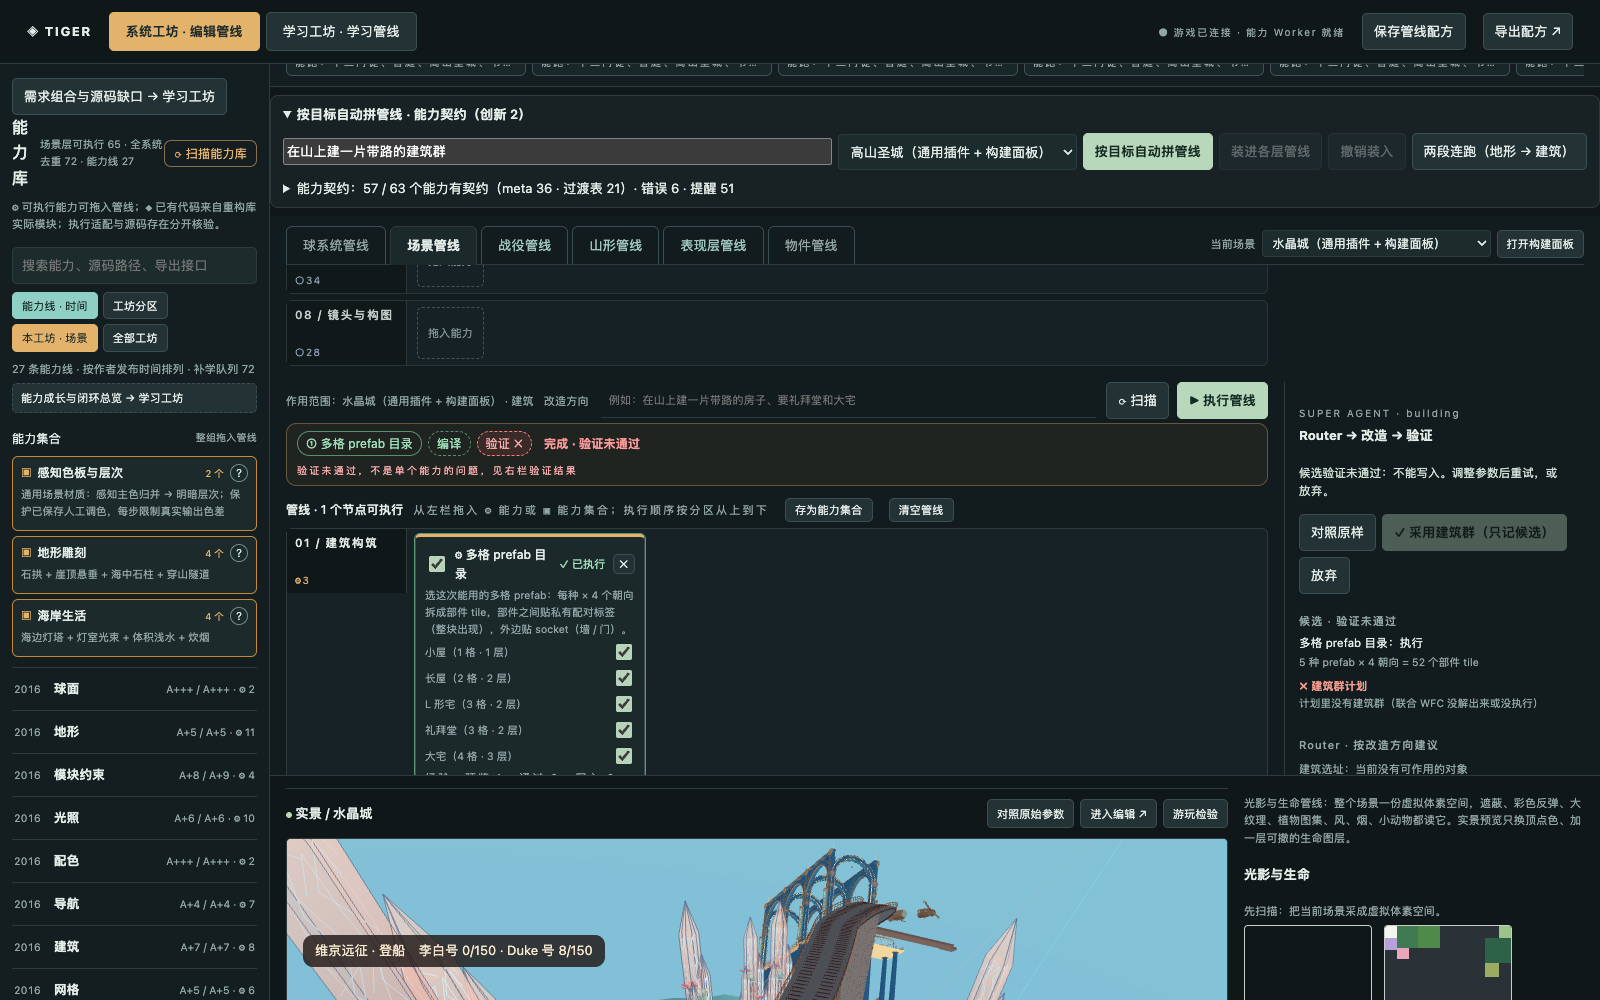 ◈ TIGER
系统工坊 · 编辑管线
学习工坊 · 学习管线
游戏已连接 · 能力 Worker 就绪
保存管线配方
导出配方 ↗
需求组合与源码缺口 → 学习工坊
能力库
场景层可执行 65 · 全系统去重 72 · 能力线 27
⟳ 扫描能力库
⚙ 可执行能力可拖入管线；◆ 已有代码来自重构库实际模块；执行适配与源码存在分开核验。
搜索能力、源码路径、导出接口
能力线 · 时间
工坊分区
本工坊 · 场景
全部工坊
27 条能力线 · 按作者发布时间排列 · 补学队列 72
能力成长与闭环总览 → 学习工坊
能力集合
整组拖入管线
▣ 感知色板与层次 2 个 ?
通用场景材质：感知主色归并 → 明暗层次；保护已保存人工调色，每步限制真实输出色差
▣ 地形雕刻 4 个 ?
石拱 + 崖顶悬垂 + 海中石柱 + 穿山隧道
▣ 海岸生活 4 个 ?
海边灯塔 + 灯室光束 + 体积浅水 + 炊烟
2016 球面 A+++ / A+++ · ⚙ 2
2016 地形 A+5 / A+5 · ⚙ 11
2016 模块约束 A+8 / A+9 · ⚙ 4
2016 光照 A+6 / A+6 · ⚙ 10
2016 配色 A+++ / A+++ · ⚙ 2
2016 导航 A+4 / A+4 · ⚙ 7
2016 建筑 A+7 / A+7 · ⚙ 8
2016 网格 A+5 / A+5 · ⚙ 6
▼ 按目标自动拼管线 · 能力契约（创新 2）
在山上建一片带路的建筑群
高山圣城（通用插件 + 构建面板）
按目标自动拼管线
装进各层管线
撤销装入
两段连跑（地形 → 建筑）
▶ 能力契约：57 / 63 个能力有契约（meta 36 · 过渡表 21）· 错误 6 · 提醒 51
球系统管线
场景管线
战役管线
山形管线
表现层管线
物件管线
当前场景
水晶城（通用插件 + 构建面板）
打开构建面板
⬡34
08 / 镜头与构图
⬡28
拖入能力
作用范围：水晶城（通用插件 + 构建面板）· 建筑
改造方向
例如：在山上建一片带路的房子、要礼拜堂和大宅
⟳ 扫描
▶ 执行管线
① 多格 prefab 目录
编译
验证 ✕
完成 · 验证未通过
验证未通过，不是单个能力的问题，见右栏验证结果
管线 · 1 个节点可执行
从左栏拖入 ⚙ 能力或 ▣ 能力集合；执行顺序按分区从上到下
存为能力集合
清空管线
01 / 建筑构筑
⚙3
⚙ 多格 prefab 目录
✓ 已执行
✕
选这次能用的多格 prefab：每种 × 4 个朝向拆成部件 tile，部件之间贴私有配对标签（整块出现），外边贴 socket（墙 / 门）。
小屋（1 格 · 1 层）
长屋（2 格 · 2 层）
L 形宅（3 格 · 2 层）
礼拜堂（3 格 · 2 层）
大宅（4 格 · 3 层）
SUPER AGENT · building
Router → 改造 → 验证
候选验证未通过：不能写入。调整参数后重试，或放弃。
对照原样
✓ 采用建筑群（只记候选）
放弃
候选 · 验证未通过
多格 prefab 目录：执行
5 种 prefab × 4 朝向 = 52 个部件 tile
✕ 建筑群计划
计划里没有建筑群（联合 WFC 没解出来或没执行）
Router · 按改造方向建议
建筑选址：当前没有可作用的对象
实景 / 水晶城
对照原始参数
进入编辑 ↗
游玩检验
维京远征 · 登船 李白号 0/150 · Duke 号 8/150
光影与生命管线：整个场景一份虚拟体素空间，遮蔽、彩色反弹、大纹理、植物图集、风、烟、小动物都读它。实景预览只换顶点色、加一层可撤的生命图层。
光影与生命
先扫描：把当前场景采成虚拟体素空间。